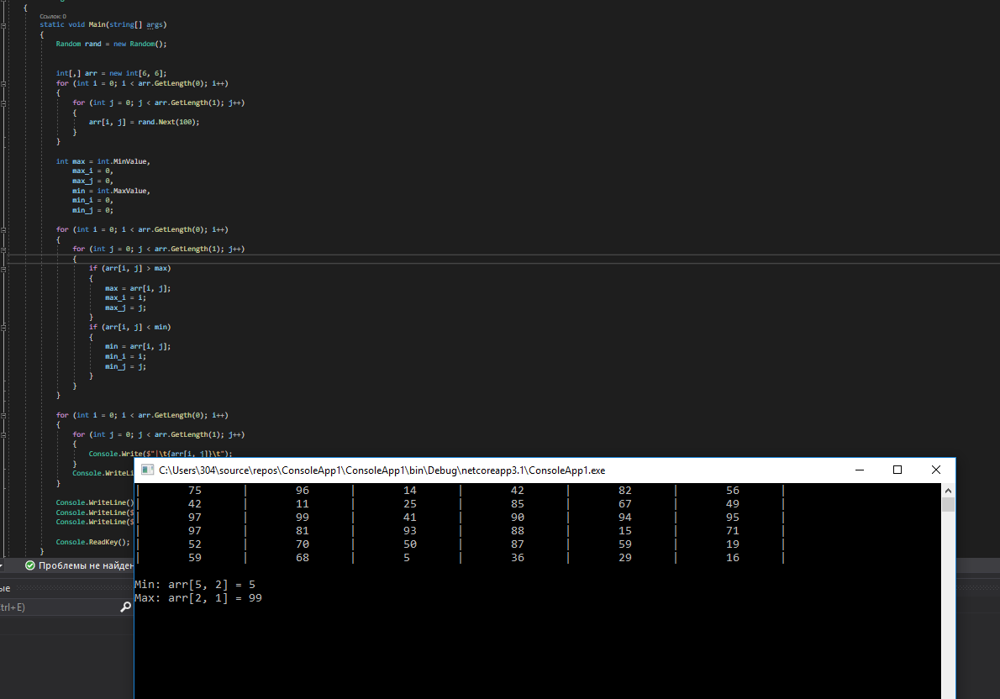 {
Ссылок: 0
static void Main(string[] args)
{
Random rand = new Random();
int[,] arr = new int[6, 6];
for (int i = 0; i < arr.GetLength(0); i++)
{
for (int j = 0; j < arr.GetLength(1); j++)
{
arr[i, j] = rand.Next(100);
}
}
int max = int.MinValue,
max_i = 0,
max_j = 0,
min = int.MaxValue,
min_i = 0,
min_j = 0;
for (int i = 0; i < arr.GetLength(0); i++)
{
for (int j = 0; j < arr.GetLength(1); j++)
{
if (arr[i, j] > max)
{
max = arr[i, j];
max_i = i;
max_j = j;
}
if (arr[i, j] < min)
{
min = arr[i, j];
min_i = i;
min_j = j;
}
}
}
for (int i = 0; i < arr.GetLength(0); i++)
{
for (int j = 0; j < arr.GetLength(1); j++)
{
Console.Write($"|\t{arr[i, j]}\t");
}
Console.WriteLi
}
Console.WriteLine()
Console.WriteLine($
Console.WriteLine($
Console.ReadKey();
}
Проблемы не найден
ые
trl+E)
C:\Users\304\source\repos\ConsoleApp1\ConsoleApp1\bin\Debug\netcoreapp3.1\ConsoleApp1.exe
| 75 | 96 | 14 | 42 | 82 | 56 |
| 42 | 11 | 25 | 85 | 67 | 49 |
| 97 | 99 | 41 | 90 | 94 | 95 |
| 97 | 81 | 93 | 88 | 15 | 71 |
| 52 | 70 | 50 | 87 | 59 | 19 |
| 59 | 68 | 5 | 36 | 29 | 16 |
Min: arr[5, 2] = 5
Max: arr[2, 1] = 99